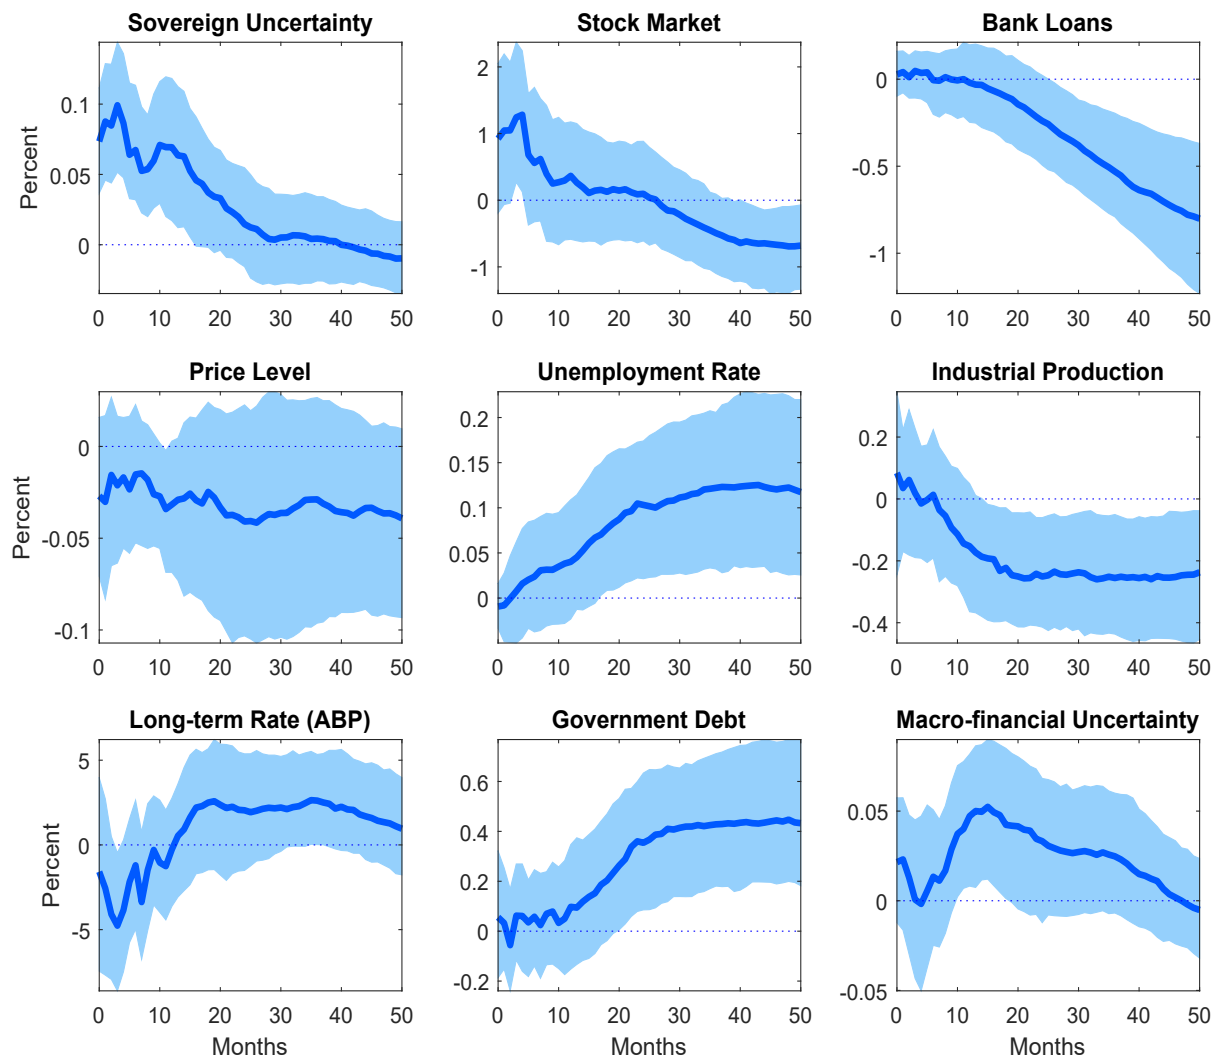 Sovereign Uncertainty
Stock Market
Bank Loans
Percent
0.1
0.05
0
0 10 20 30 40 50
2
1
0
-1
0 10 20 30 40 50
0
-0.5
-1
0 10 20 30 40 50
Price Level
Unemployment Rate
Industrial Production
Percent
0
-0.05
-0.1
0 10 20 30 40 50
0.2
0.15
0.1
0.05
0
0 10 20 30 40 50
0.2
0
-0.2
-0.4
0 10 20 30 40 50
Long-term Rate (ABP)
Government Debt
Macro-financial Uncertainty
Percent
5
0
-5
0 10 20 30 40 50
Months
0.6
0.4
0.2
0
-0.2
0 10 20 30 40 50
Months
0.05
0
-0.05
0 10 20 30 40 50
Months